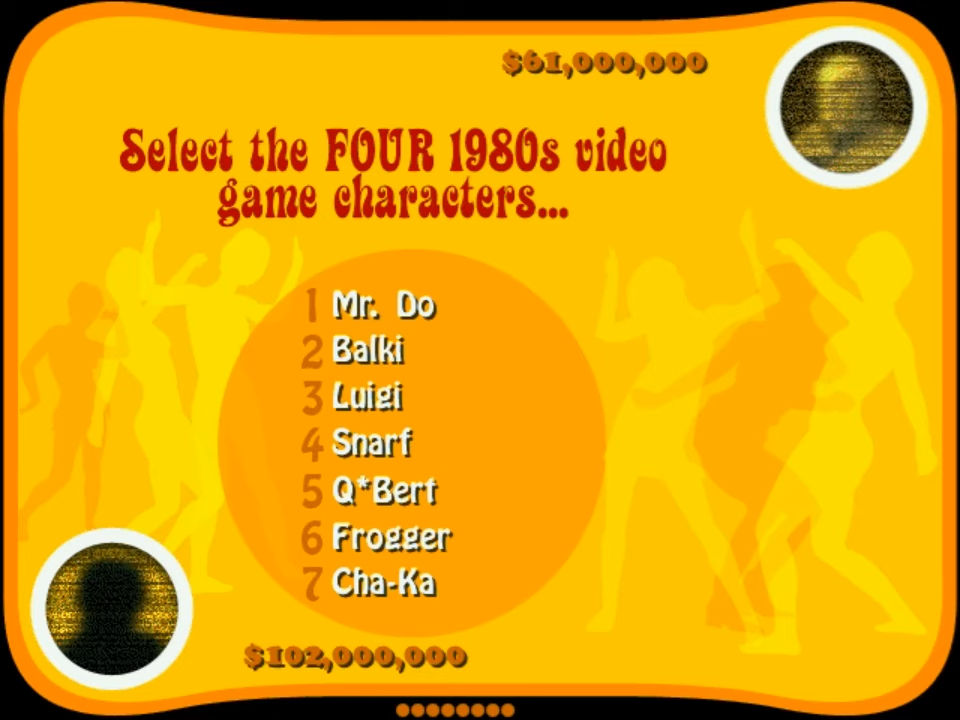 $61,000,000
Select the FOUR 1980s video
game characters...
1 Mr. Do
2 Balki
3 Luigi
4 Snarf
5 Q*Bert
6 Frogger
7 Cha-Ka
$102,000,000